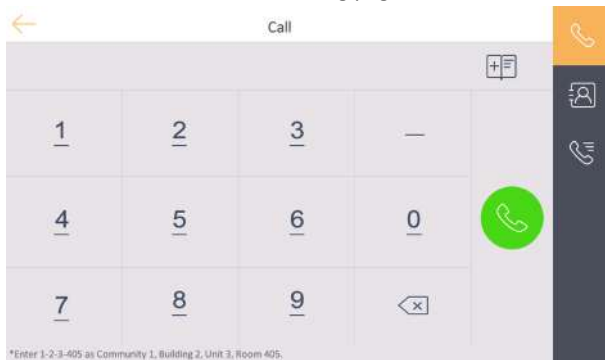 Call
1 2 3 —
4 5 6 0
7 8 9
*Enter 1-2-3-405 as Community 1, Building 2, Unit 3, Room 405.